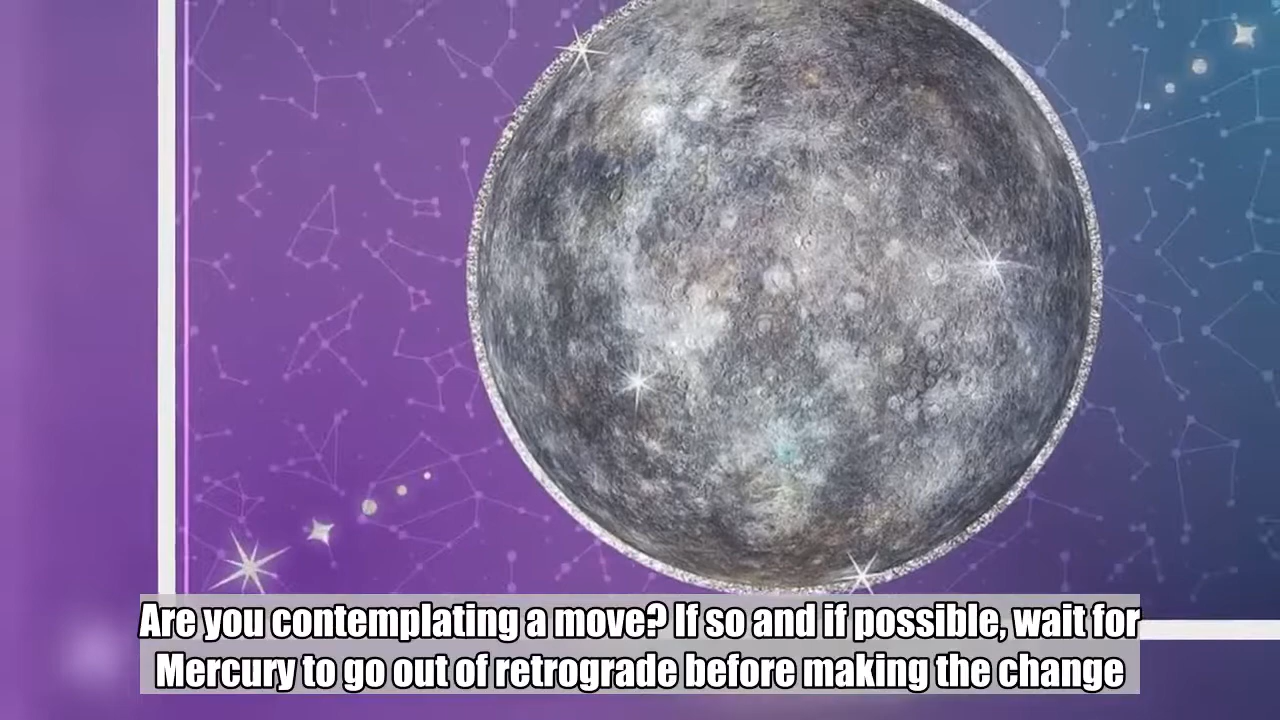 Are you contemplating a move? If so and if possible, wait for
Mercury to go out of retrograde before making the change